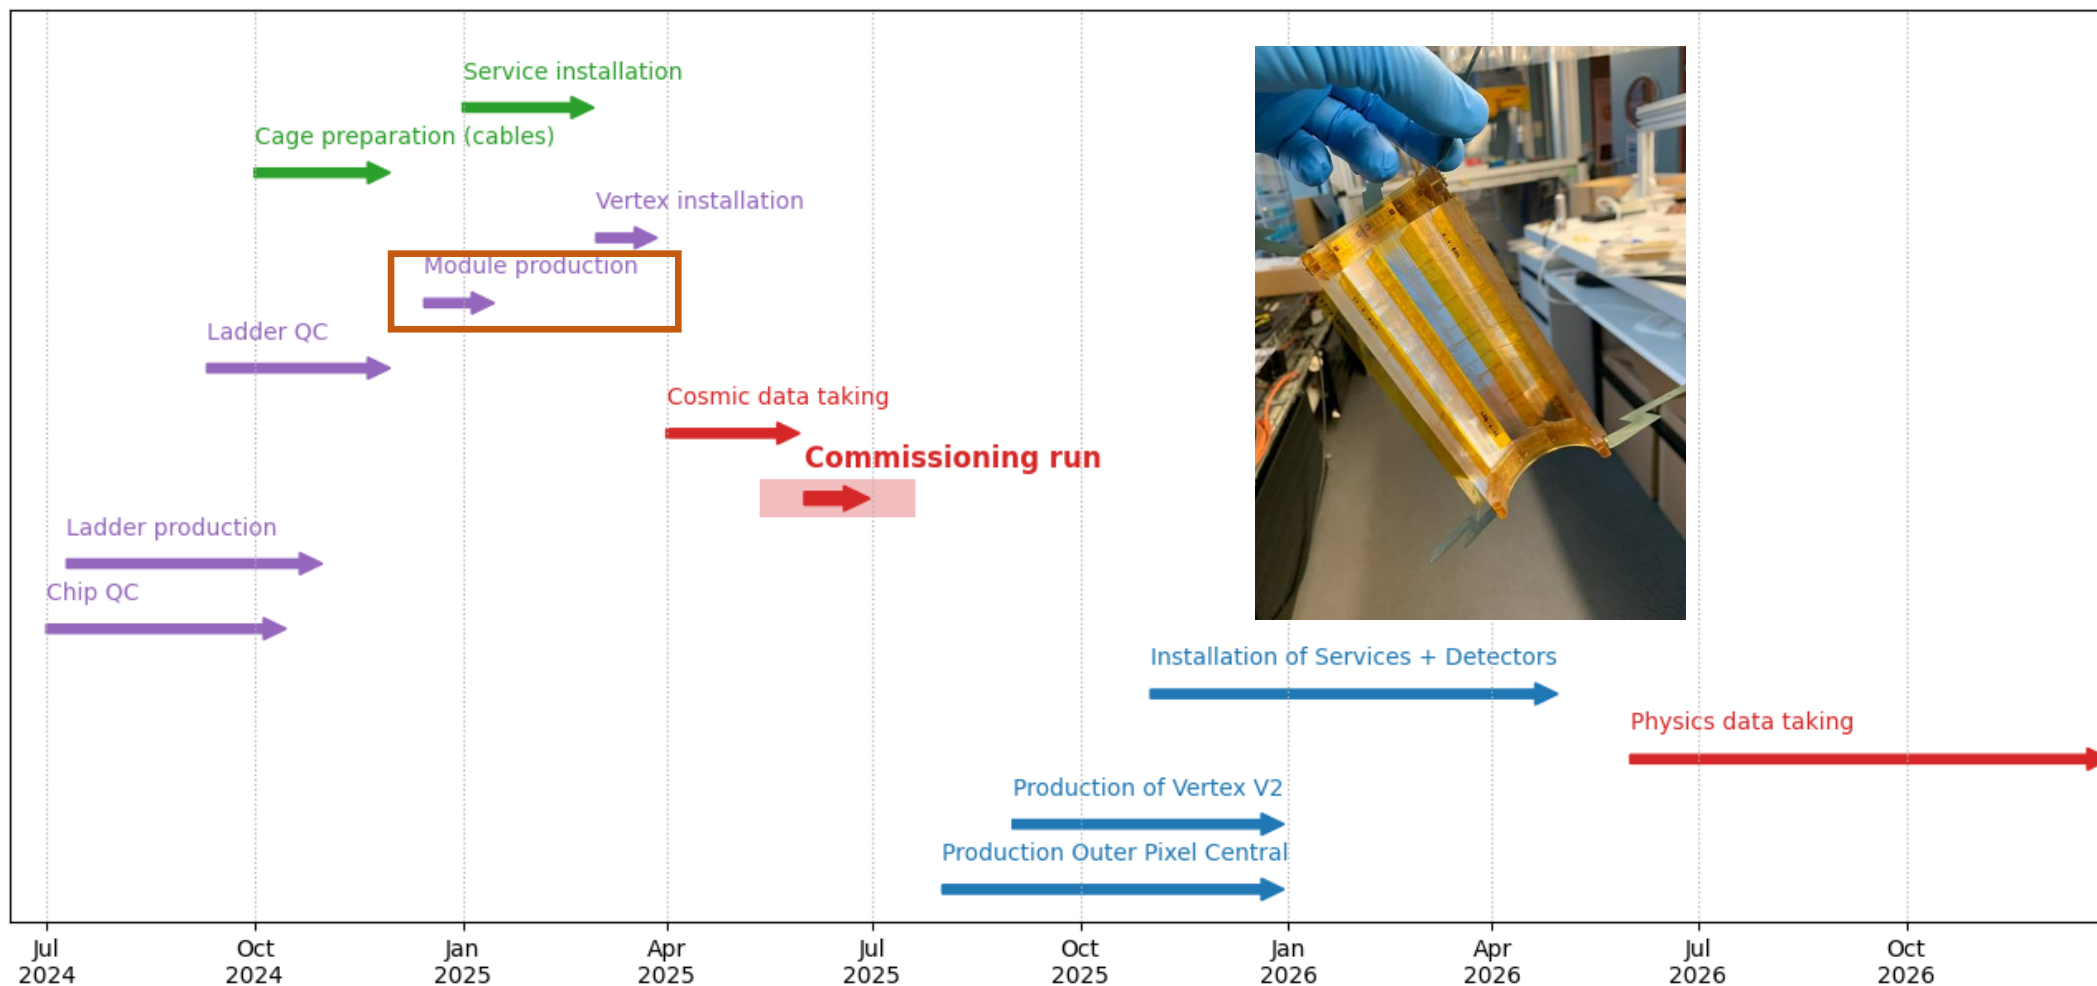 Service installation
Cage preparation (cables)
Vertex installation
Module production
Ladder QC
Cosmic data taking
Commissioning run
Ladder production
Chip QC
Installation of Services + Detectors
Physics data taking
Production of Vertex V2
Production Outer Pixel Central
Jul Oct Jan Apr Jul Oct Jan Apr Jul Oct
2024 2024 2025 2025 2025 2025 2026 2026 2026 2026